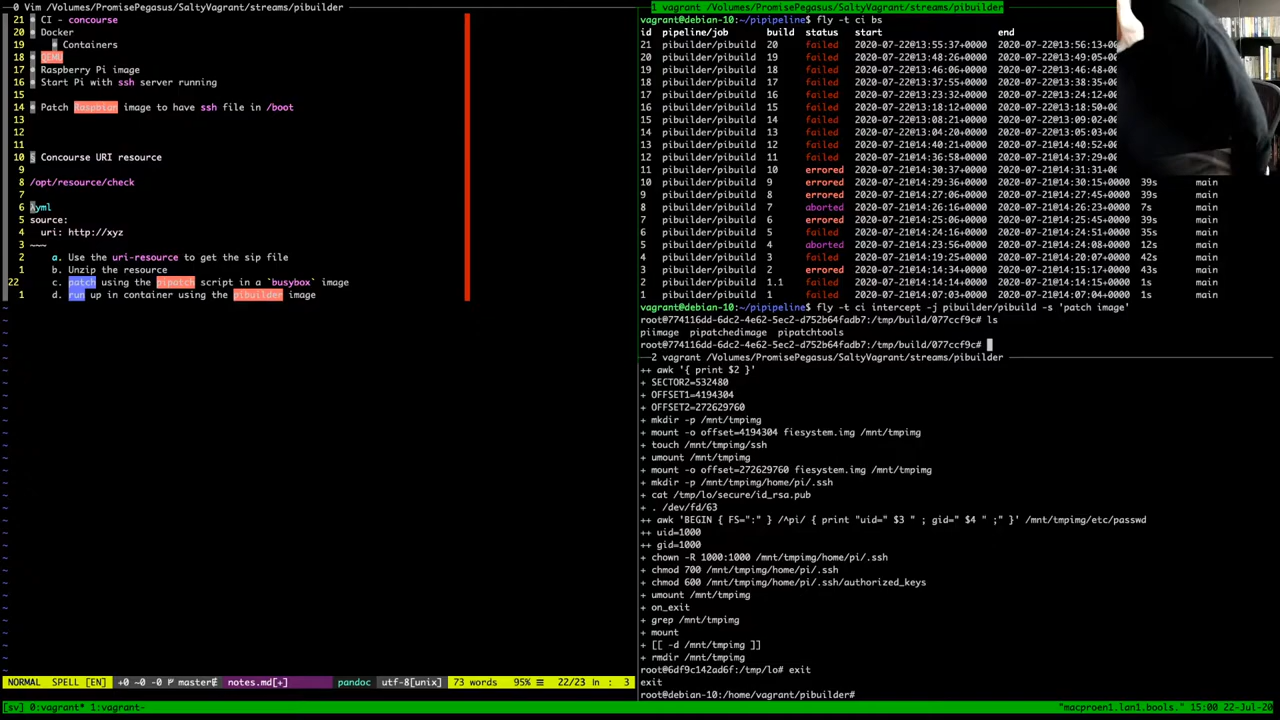 0 Vim /Volumes/PromisePegasus/SaltyVagrant/streams/pibuilder
21 CI - concourse
20 Docker
19 Containers
18 QEMU
17 Raspberry Pi image
16 Start Pi with ssh server running
15
14 Patch Raspbian image to have ssh file in /boot
13
12
11
10 § Concourse URI resource
9
8 /opt/resource/check
7
6 λyml
5 source:
4 uri: http://xyz
3 ~~~
2 a. Use the uri-resource to get the sip file
1 b. Unzip the resource
22 c. patch using the pipatch script in a `busybox` image
1 d. run up in container using the pibuilder image
NORMAL SPELL [EN] +0 ~0 -0 master notes.md[+] pandoc utf-8[unix] 73 words 95% ☰ 22/23 ㏑ : 3
1 vagrant /Volumes/PromisePegasus/SaltyVagrant/streams/pibuilder
vagrant@debian-10:~/pipipeline$ fly -t ci bs
id pipeline/job build status start end
21 pibuilder/pibuild 20 failed 2020-07-22@13:55:37+0000 2020-07-22@13:56:13+000
20 pibuilder/pibuild 19 failed 2020-07-22@13:48:26+0000 2020-07-22@13:49:05+000
19 pibuilder/pibuild 18 failed 2020-07-22@13:46:06+0000 2020-07-22@13:46:48+000
18 pibuilder/pibuild 17 failed 2020-07-22@13:37:52+0000 2020-07-22@13:38:35+000
17 pibuilder/pibuild 16 failed 2020-07-22@13:23:32+0000 2020-07-22@13:24:12+000
16 pibuilder/pibuild 15 failed 2020-07-22@13:18:12+0000 2020-07-22@13:18:50+000
15 pibuilder/pibuild 14 failed 2020-07-22@13:08:21+0000 2020-07-22@13:09:02+000
14 pibuilder/pibuild 13 failed 2020-07-22@13:04:20+0000 2020-07-22@13:05:03+000
13 pibuilder/pibuild 12 failed 2020-07-21@14:40:21+0000 2020-07-21@14:40:52+000
12 pibuilder/pibuild 11 failed 2020-07-21@14:36:58+0000 2020-07-21@14:37:29+000
11 pibuilder/pibuild 10 errored 2020-07-21@14:30:37+0000 2020-07-21@14:31:31+000
10 pibuilder/pibuild 9 failed 2020-07-21@14:29:36+0000 2020-07-21@14:30:15+0000 39s main
9 pibuilder/pibuild 8 errored 2020-07-21@14:27:06+0000 2020-07-21@14:27:45+0000 39s main
8 pibuilder/pibuild 7 aborted 2020-07-21@14:26:16+0000 2020-07-21@14:26:23+0000 7s main
7 pibuilder/pibuild 6 errored 2020-07-21@14:25:06+0000 2020-07-21@14:25:45+0000 39s main
6 pibuilder/pibuild 5 failed 2020-07-21@14:24:16+0000 2020-07-21@14:24:56+0000 33s main
5 pibuilder/pibuild 4 aborted 2020-07-21@14:23:56+0000 2020-07-21@14:24:08+0000 12s main
4 pibuilder/pibuild 3 failed 2020-07-21@14:19:25+0000 2020-07-21@14:20:07+0000 42s main
3 pibuilder/pibuild 2 errored 2020-07-21@14:14:34+0000 2020-07-21@14:15:17+0000 43s main
2 pibuilder/pibuild 1.1 failed 2020-07-21@14:14:14+0000 2020-07-21@14:14:15+0000 1s main
1 pibuilder/pibuild 1 failed 2020-07-21@14:07:03+0000 2020-07-21@14:07:04+0000 1s main
vagrant@debian-10:~/pipipeline$ fly -t ci intercept -j pibuilder/pibuild -s 'patch image'
root@774116dd-6dc2-4e62-5ec2-d752b64fadb7:/tmp/build/077ccf9c# ls
piimage pipatchedimage pipatchtools
root@774116dd-6dc2-4e62-5ec2-d752b64fadb7:/tmp/build/077ccf9c#
2 vagrant /Volumes/PromisePegasus/SaltyVagrant/streams/pibuilder
++ awk '{ print $2 }'
+ SECTOR2=532480
+ OFFSET1=4194304
+ OFFSET2=272629760
+ mkdir -p /mnt/tmpimg
+ mount -o offset=4194304 fiesystem.img /mnt/tmpimg
+ touch /mnt/tmpimg/ssh
+ umount /mnt/tmpimg
+ mount -o offset=272629760 fiesystem.img /mnt/tmpimg
+ mkdir -p /mnt/tmpimg/home/pi/.ssh
+ cat /tmp/lo/secure/id_rsa.pub
+ . /dev/fd/63
++ awk 'BEGIN { FS=":" } /^pi/ { print "uid=" $3 " ; gid=" $4 " ;" }' /mnt/tmpimg/etc/passwd
++ uid=1000
++ gid=1000
+ chown -R 1000:1000 /mnt/tmpimg/home/pi/.ssh
+ chmod 700 /mnt/tmpimg/home/pi/.ssh
+ chmod 600 /mnt/tmpimg/home/pi/.ssh/authorized_keys
+ umount /mnt/tmpimg
+ on_exit
+ grep /mnt/tmpimg
+ mount
+ [[ -d /mnt/tmpimg ]]
+ rmdir /mnt/tmpimg
root@6df9c142ad6f:/tmp/lo# exit
exit
root@debian-10:/home/vagrant/pibuilder#
[sv] 0:vagrant* 1:vagrant- "macproen1.lan1.bools." 15:00 22-Jul-20